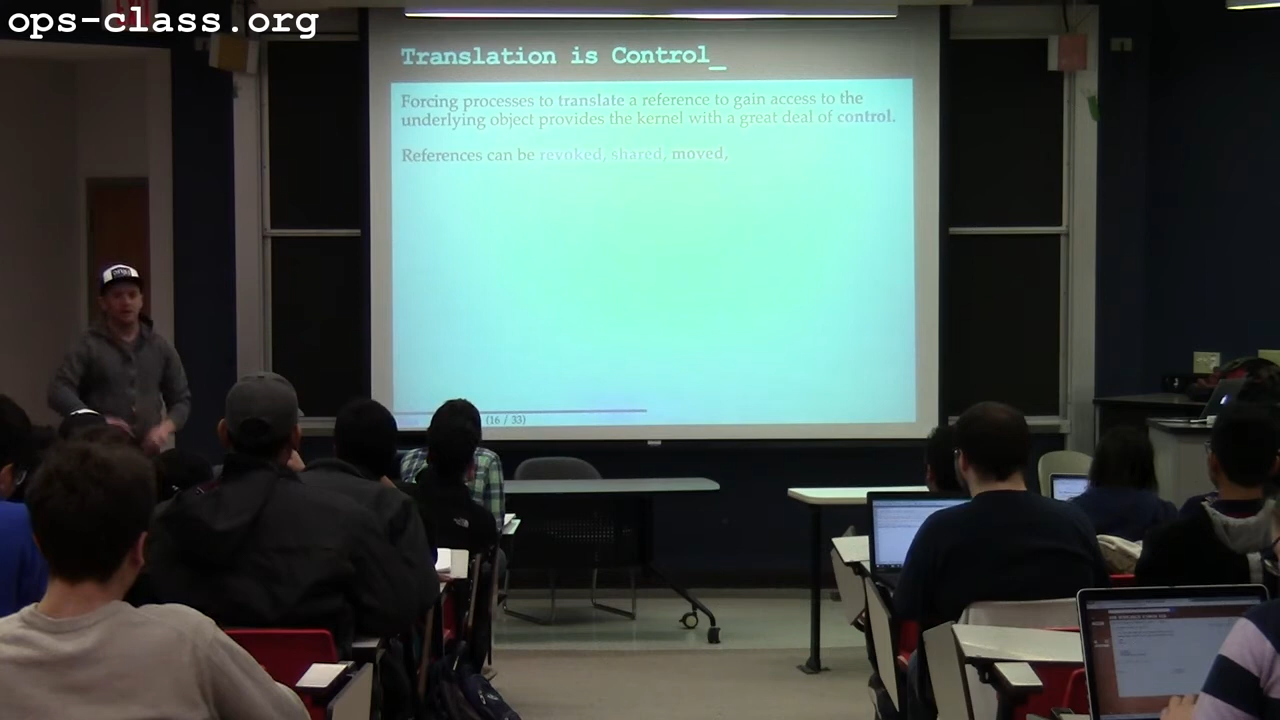 ops-class.org
Translation is Control_
Forcing processes to translate a reference to gain access to the
underlying object provides the kernel with a great deal of control.
References can be revoked, shared, moved,
(16 / 33)